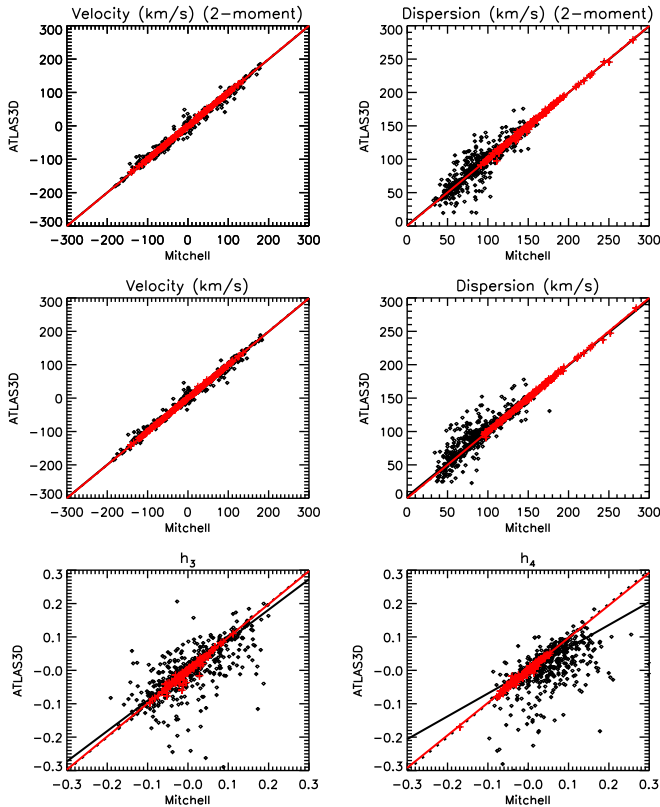 Velocity (km/s) (2-moment)
300
200
100
0
-100
-200
-300
ATLAS3D
-300 -200 -100 0 100 200 300
Mitchell
Dispersion (km/s) (2-moment)
300
250
200
150
100
50
0
ATLAS3D
0 50 100 150 200 250 300
Mitchell
Velocity (km/s)
300
200
100
0
-100
-200
-300
ATLAS3D
-300 -200 -100 0 100 200 300
Mitchell
Dispersion (km/s)
300
250
200
150
100
50
0
ATLAS3D
0 50 100 150 200 250 300
Mitchell
h3
0.3
0.2
0.1
-0.0
-0.1
-0.2
-0.3
ATLAS3D
-0.3 -0.2 -0.1 -0.0 0.1 0.2 0.3
Mitchell
h4
0.3
0.2
0.1
-0.0
-0.1
-0.2
-0.3
ATLAS3D
-0.3 -0.2 -0.1 -0.0 0.1 0.2 0.3
Mitchell